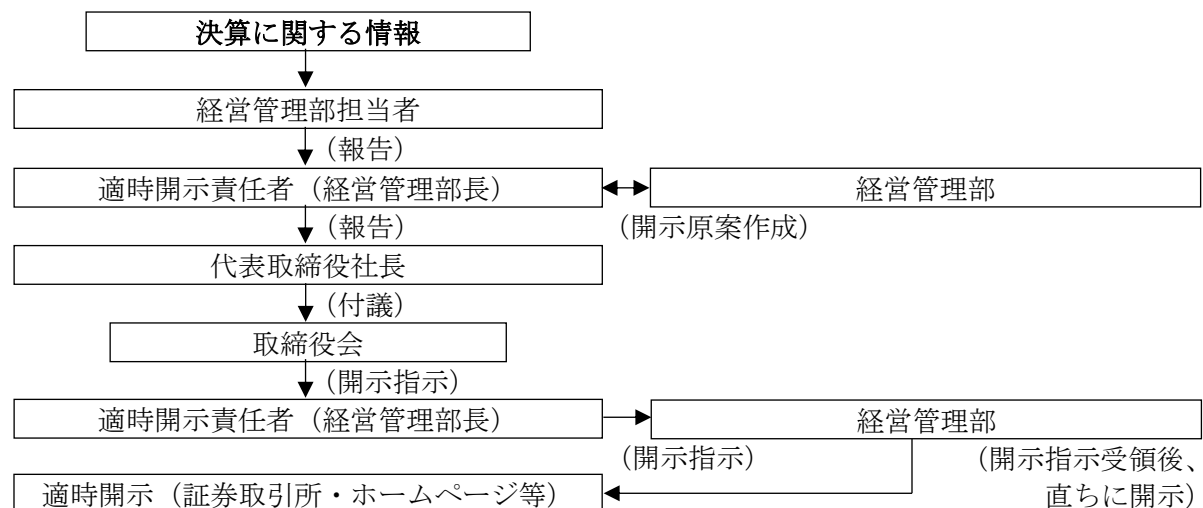 決算に関する情報
経営管理部担当者
（報告）
適時開示責任者（経営管理部長）
経営管理部
（報告）
（開示原案作成）
代表取締役社長
（付議）
取締役会
（開示指示）
適時開示責任者（経営管理部長）
経営管理部
（開示指示）
（開示指示受領後、
直ちに開示）
適時開示（証券取引所・ホームページ等）